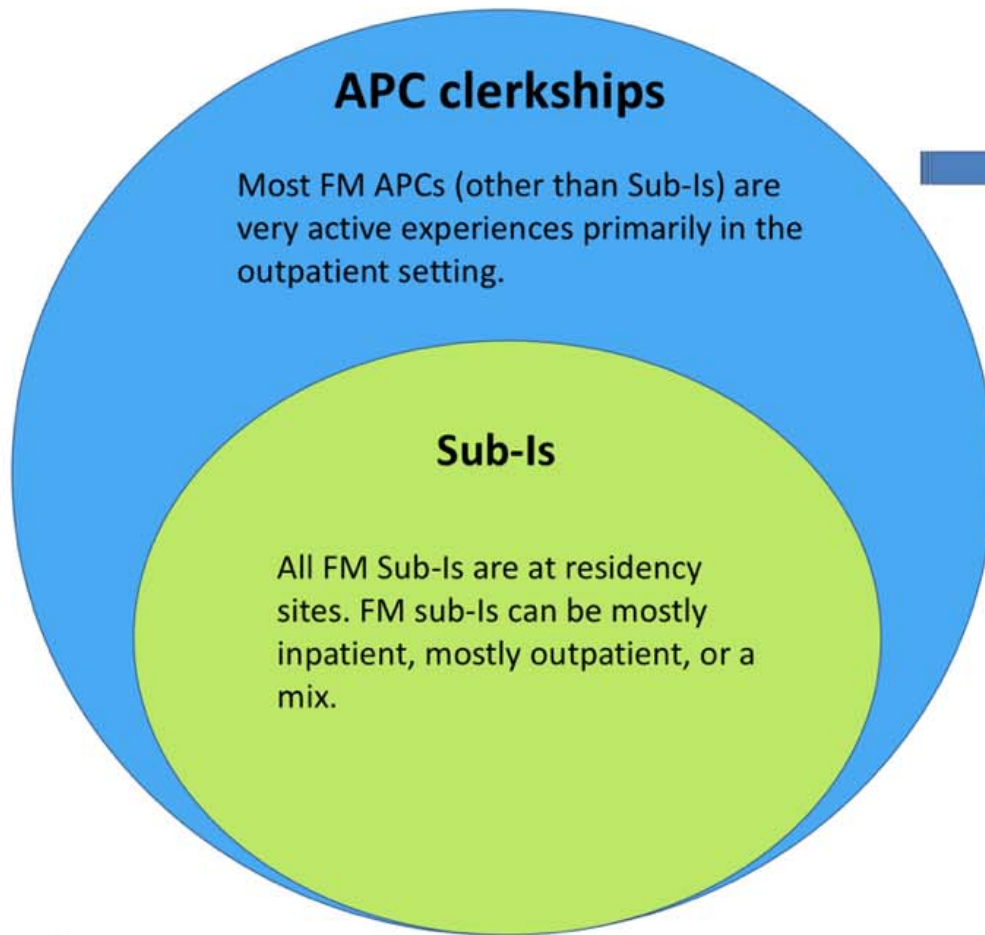 APC clerkships
Most FM APCs (other than Sub-Is) are
very active experiences primarily in the
outpatient setting.
Sub-Is
All FM Sub-Is are at residency
sites. FM sub-Is can be mostly
inpatient, mostly outpatient, or a
mix.